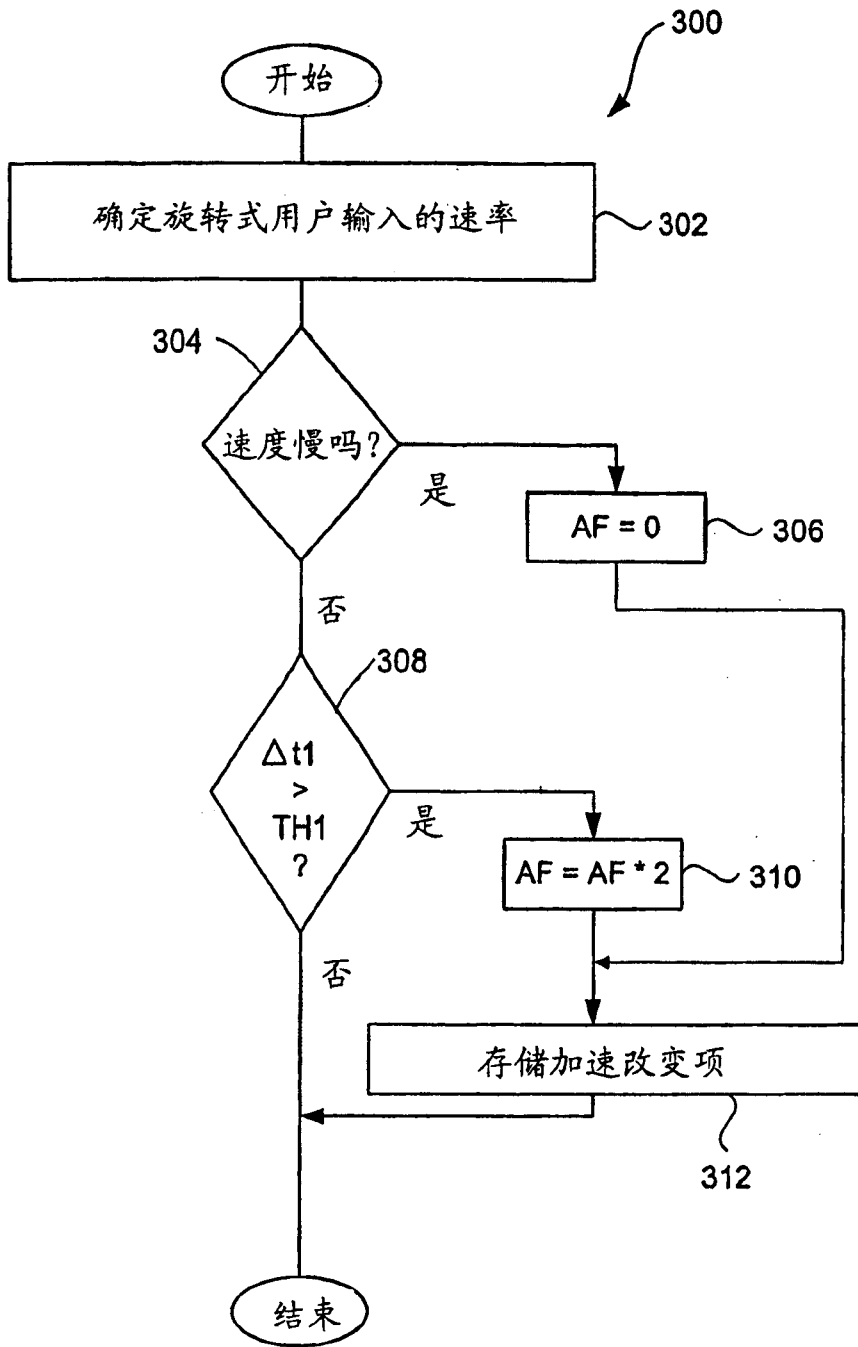 300
开始
确定旋转式用户输入的速率
302
304
速度慢吗?
是
AF = 0
306
否
308
Δt1
>
TH1
?
是
AF = AF * 2
310
否
存储加速改变项
312
结束